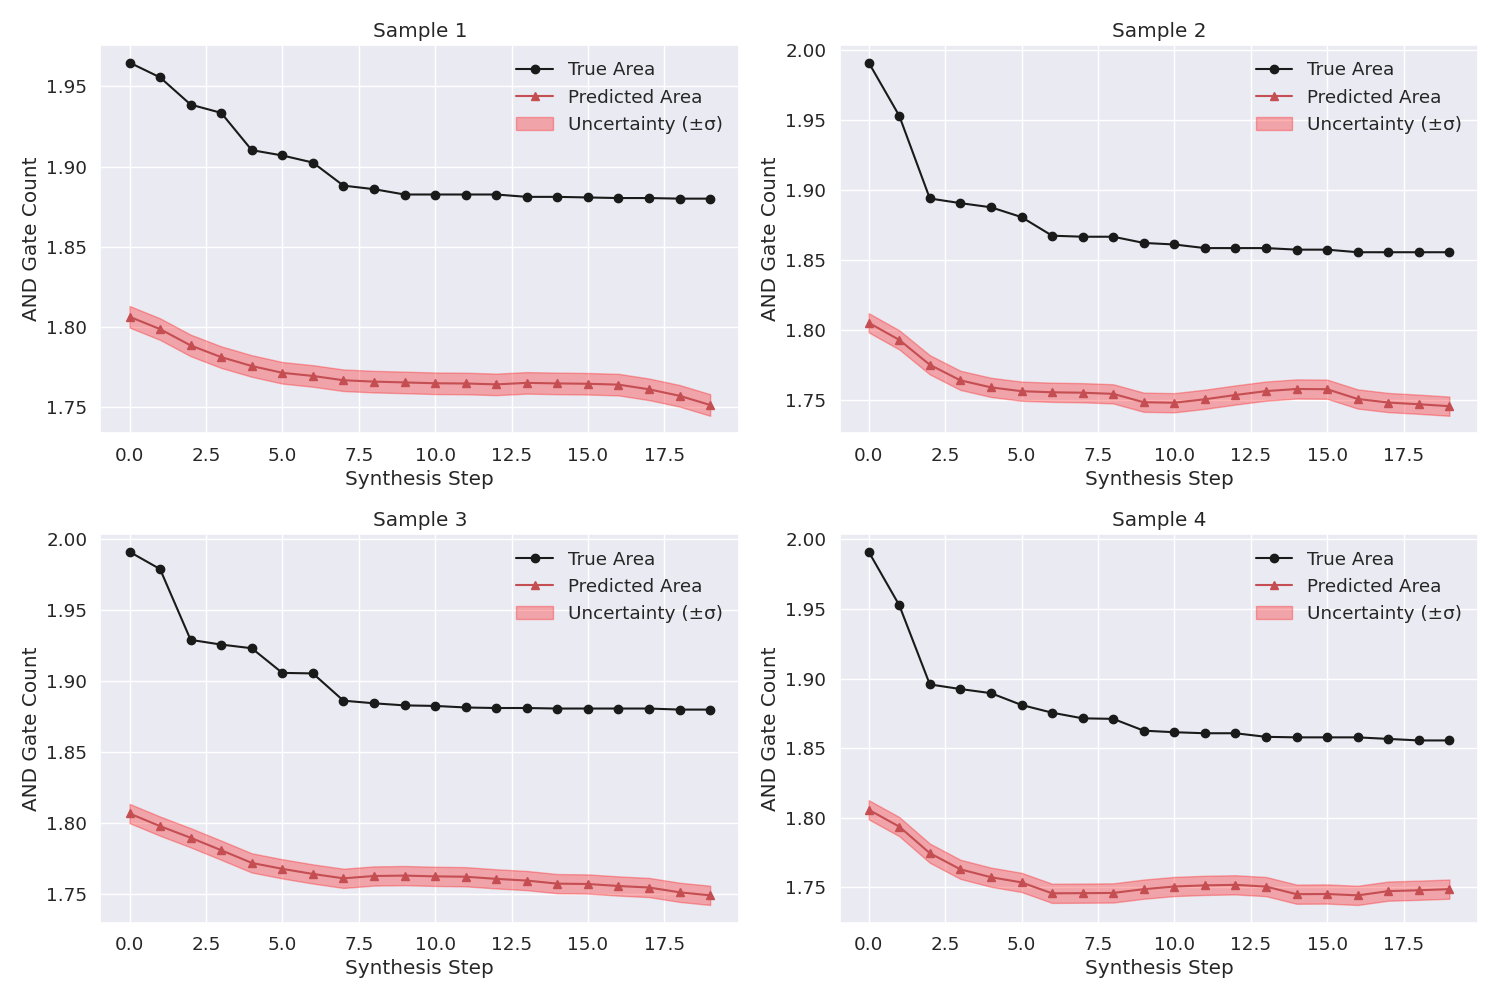 Sample 1
True Area
Predicted Area
Uncertainty (±σ)
AND Gate Count
1.95
1.90
1.85
1.80
1.75
0.0 2.5 5.0 7.5 10.0 12.5 15.0 17.5
Synthesis Step
Sample 2
True Area
Predicted Area
Uncertainty (±σ)
AND Gate Count
2.00
1.95
1.90
1.85
1.80
1.75
0.0 2.5 5.0 7.5 10.0 12.5 15.0 17.5
Synthesis Step
Sample 3
True Area
Predicted Area
Uncertainty (±σ)
AND Gate Count
2.00
1.95
1.90
1.85
1.80
1.75
0.0 2.5 5.0 7.5 10.0 12.5 15.0 17.5
Synthesis Step
Sample 4
True Area
Predicted Area
Uncertainty (±σ)
AND Gate Count
2.00
1.95
1.90
1.85
1.80
1.75
0.0 2.5 5.0 7.5 10.0 12.5 15.0 17.5
Synthesis Step